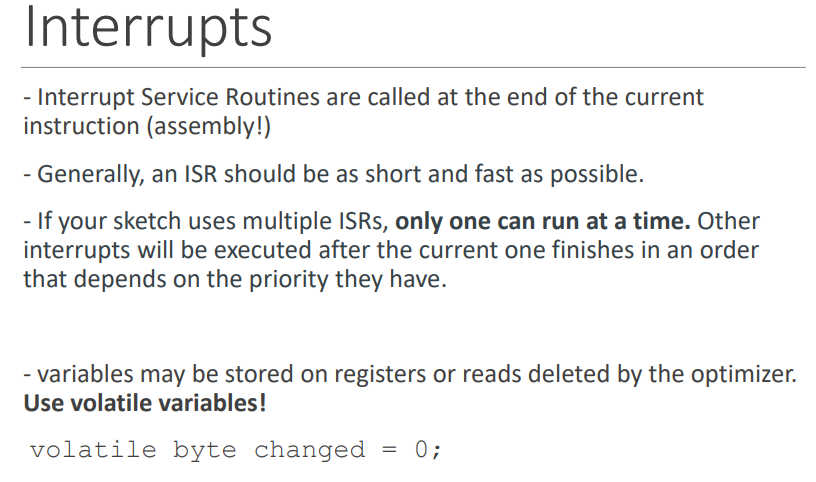 Interrupts
- Interrupt Service Routines are called at the end of the current
instruction (assembly!)
- Generally, an ISR should be as short and fast as possible.
- If your sketch uses multiple ISRs, only one can run at a time. Other
interrupts will be executed after the current one finishes in an order
that depends on the priority they have.
- variables may be stored on registers or reads deleted by the optimizer.
Use volatile variables!
volatile byte changed = 0;